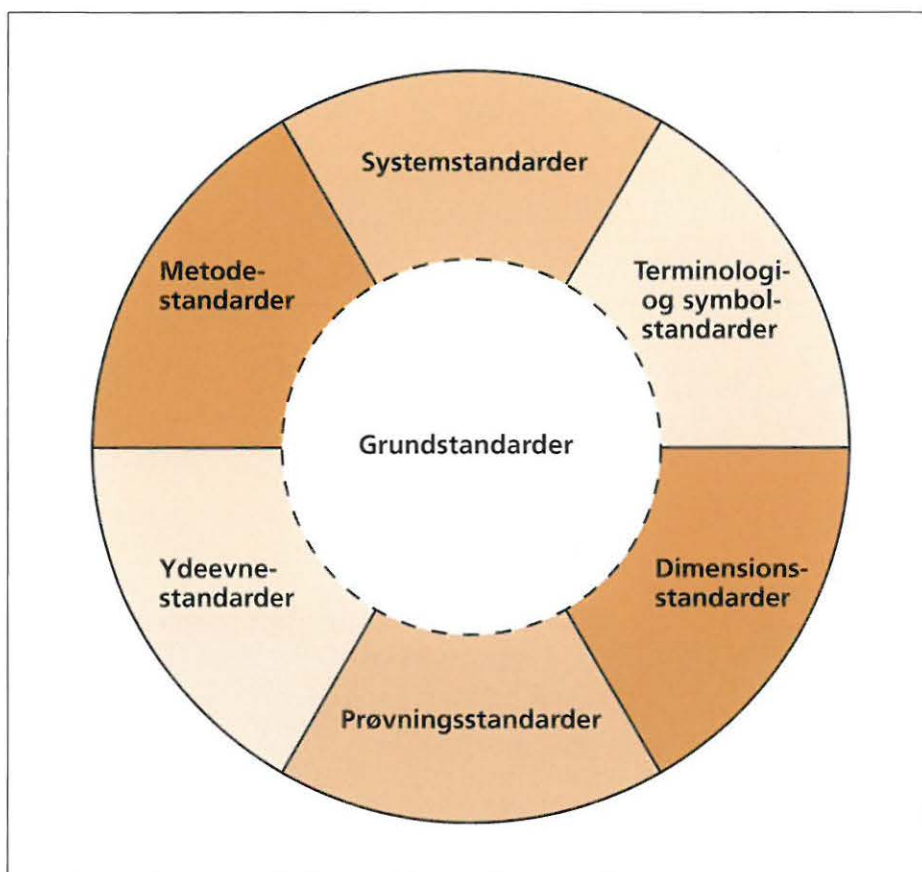 Systemstandarder
Terminologi-
og symbol-
standarder
Dimensions-
standarder
Prøvningsstandarder
Ydeevne-
standarder
Metode-
standarder
Grundstandarder